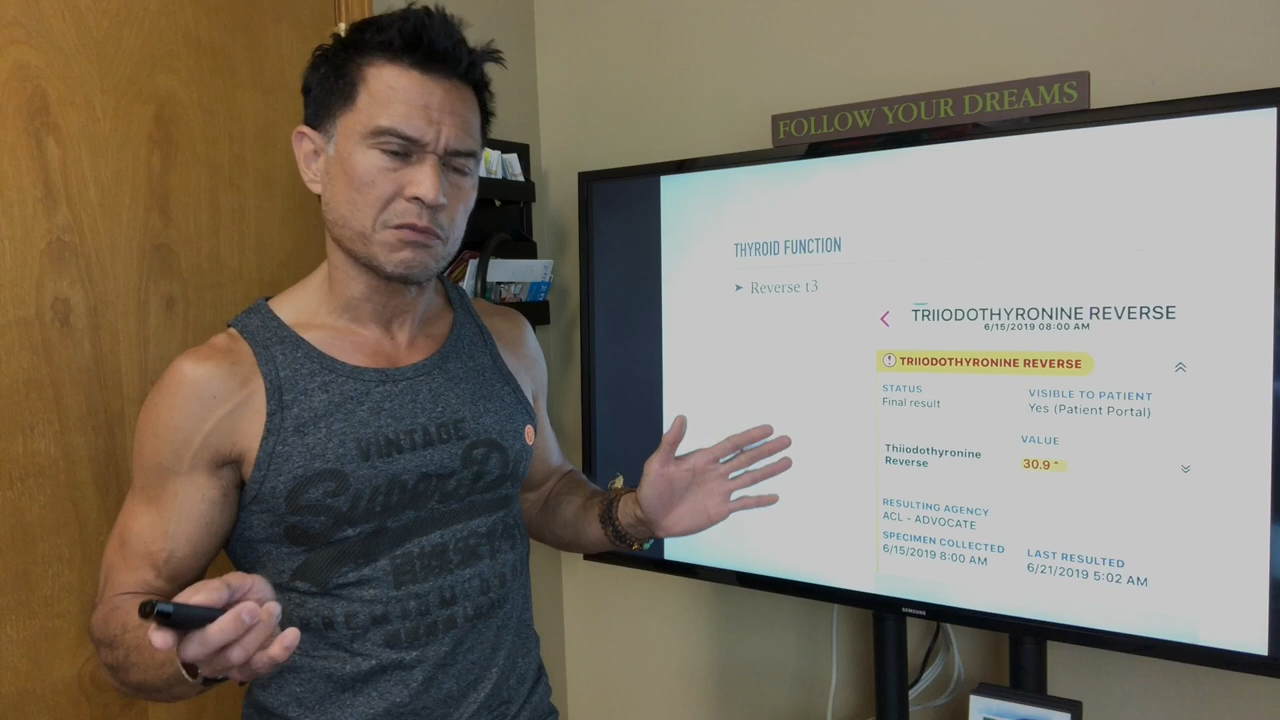 FOLLOW YOUR DREAMS
THYROID FUNCTION
➤ Reverse t3
TRIIODOTHYRONINE REVERSE
6/15/2019 08:00 AM
TRIIODOTHYRONINE REVERSE
STATUS
Final result
VISIBLE TO PATIENT
Yes (Patient Portal)
VALUE
Thiiodothyronine
Reverse
30.9 ^
RESULTING AGENCY
ACL - ADVOCATE
SPECIMEN COLLECTED
6/15/2019 8:00 AM
LAST RESULTED
6/21/2019 5:02 AM
SAMSUNG
VINTAGE